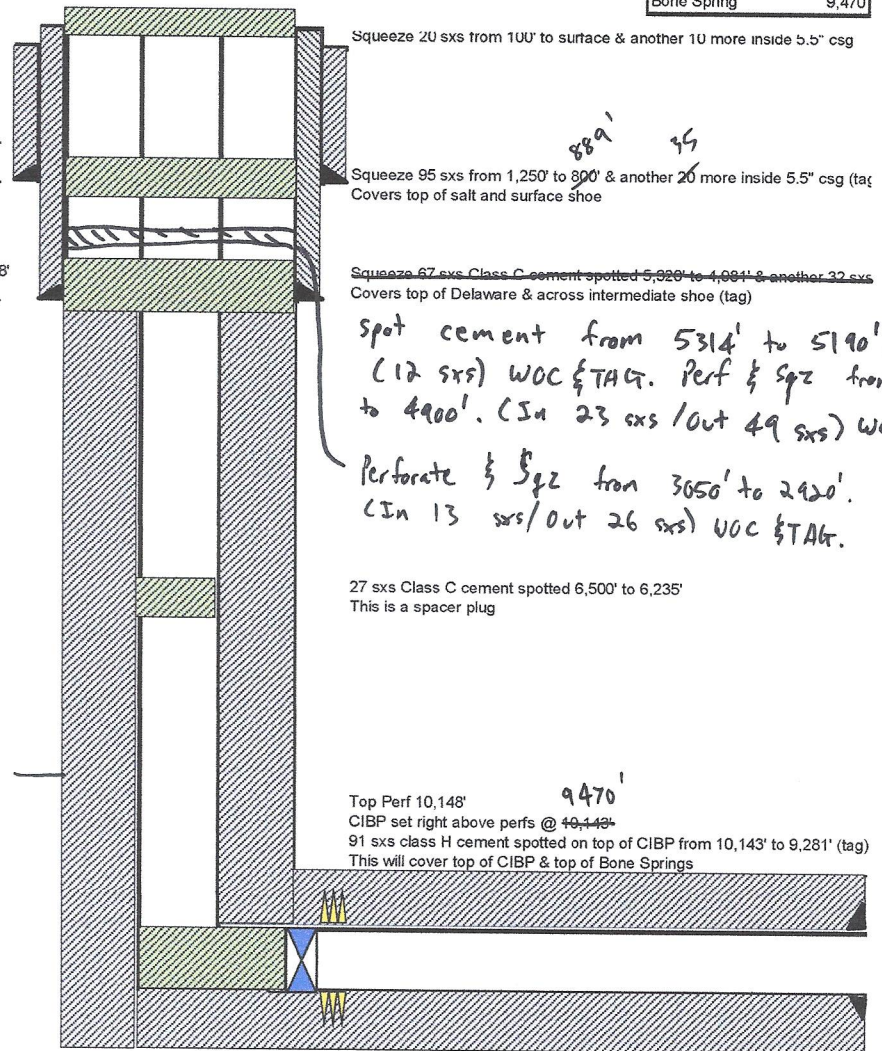 Bone Spring 9,470
Squeeze 20 sxs from 100' to surface & another 10 more inside 5.5" csg
889' 35
Squeeze 95 sxs from 1,250' to 800' & another 20 more inside 5.5" csg (tag
Covers top of salt and surface shoe
8'
Squeeze 67 sxs Class C cement spotted 5,320' to 4,981' & another 32 sxs
Covers top of Delaware & across intermediate shoe (tag)
Spot cement from 5314' to 5190'
(12 sxs) WOC & TAG. Perf & Sqz from
to 4900'. (In 23 sxs / Out 49 sxs) WO
Perforate & Sqz from 3050' to 2920'.
(In 13 sxs/Out 26 sxs) WOC & TAG.
27 sxs Class C cement spotted 6,500' to 6,235'
This is a spacer plug
Top Perf 10,148'
9470'
CIBP set right above perfs @ 10,143'
91 sxs class H cement spotted on top of CIBP from 10,143' to 9,281' (tag)
This will cover top of CIBP & top of Bone Springs